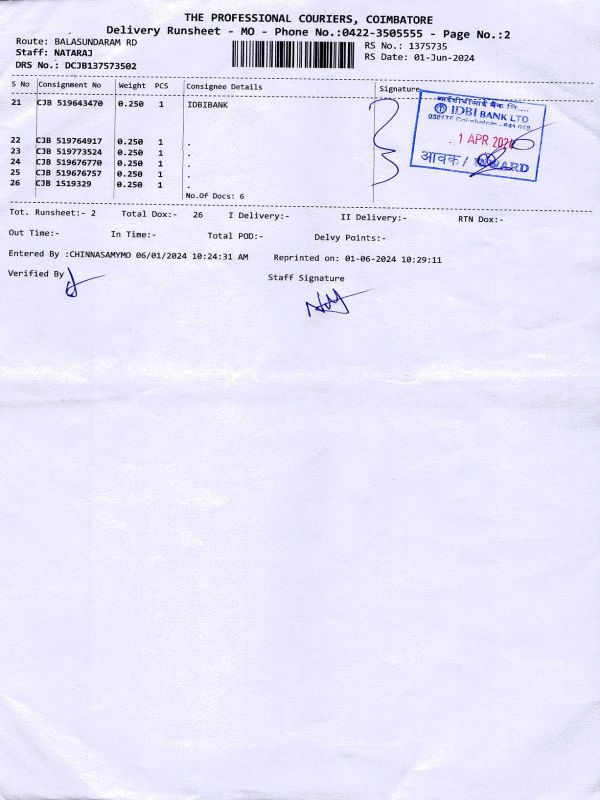 THE PROFESSIONAL COURIERS, COIMBATORE
Delivery Runsheet - MO - Phone No.:0422-3505555 - Page No.:2
Route: BALASUNDARAM RD
RS No.: 1375735
Staff: NATARAJ
RS Date: 01-Jun-2024
DRS No.: DCJB137573502
S No Consignment No Weight PCS Consignee Details Signature
21 CJB 519643470 0.250 1 IDBIBANK
22 CJB 519764917 0.250 1 .
23 CJB 519773524 0.250 1 .
24 CJB 519676770 0.250 1 .
25 CJB 519676757 0.250 1 .
26 CJB 1519329 0.250 1 .
No.Of Docs: 6
आईडीबीआई बैंक लि....
IDBI BANK LTD
1 APR 2024
आवक / INWARD
Tot. Runsheet:- 2 Total Dox:- 26 I Delivery:- II Delivery:- RTN Dox:-
Out Time:- In Time:- Total POD:- Delvy Points:-
Entered By :CHINNASAMYMO 06/01/2024 10:24:31 AM Reprinted on: 01-06-2024 10:29:11
Verified By Staff Signature